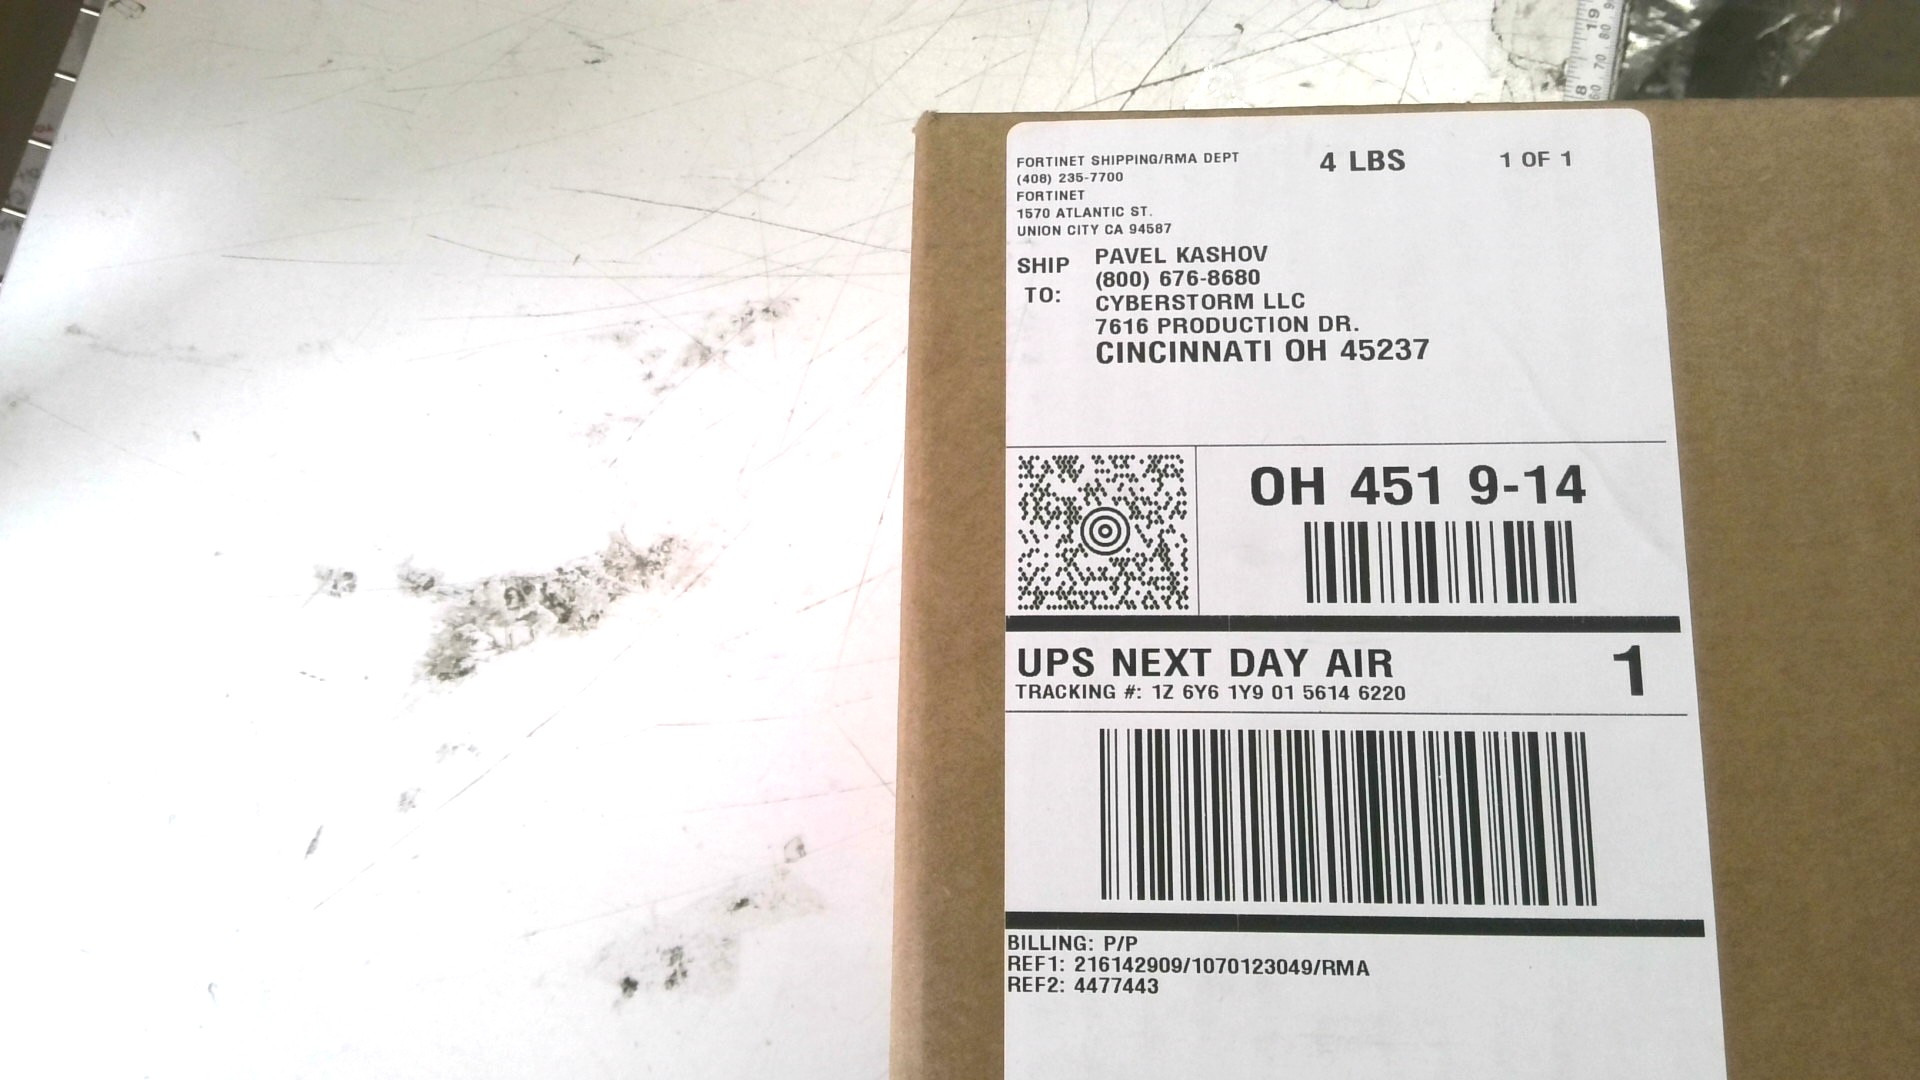 FORTINET SHIPPING/RMA DEPT
(408) 235-7700
FORTINET
1570 ATLANTIC ST.
UNION CITY CA 94587
4 LBS
1 OF 1
SHIP TO:
PAVEL KASHOV
(800) 676-8680
CYBERSTORM LLC
7616 PRODUCTION DR.
CINCINNATI OH 45237
OH 451 9-14
UPS NEXT DAY AIR
1
TRACKING #: 1Z 6Y6 1Y9 01 5614 6220
BILLING: P/P
REF1: 216142909/1070123049/RMA
REF2: 4477443